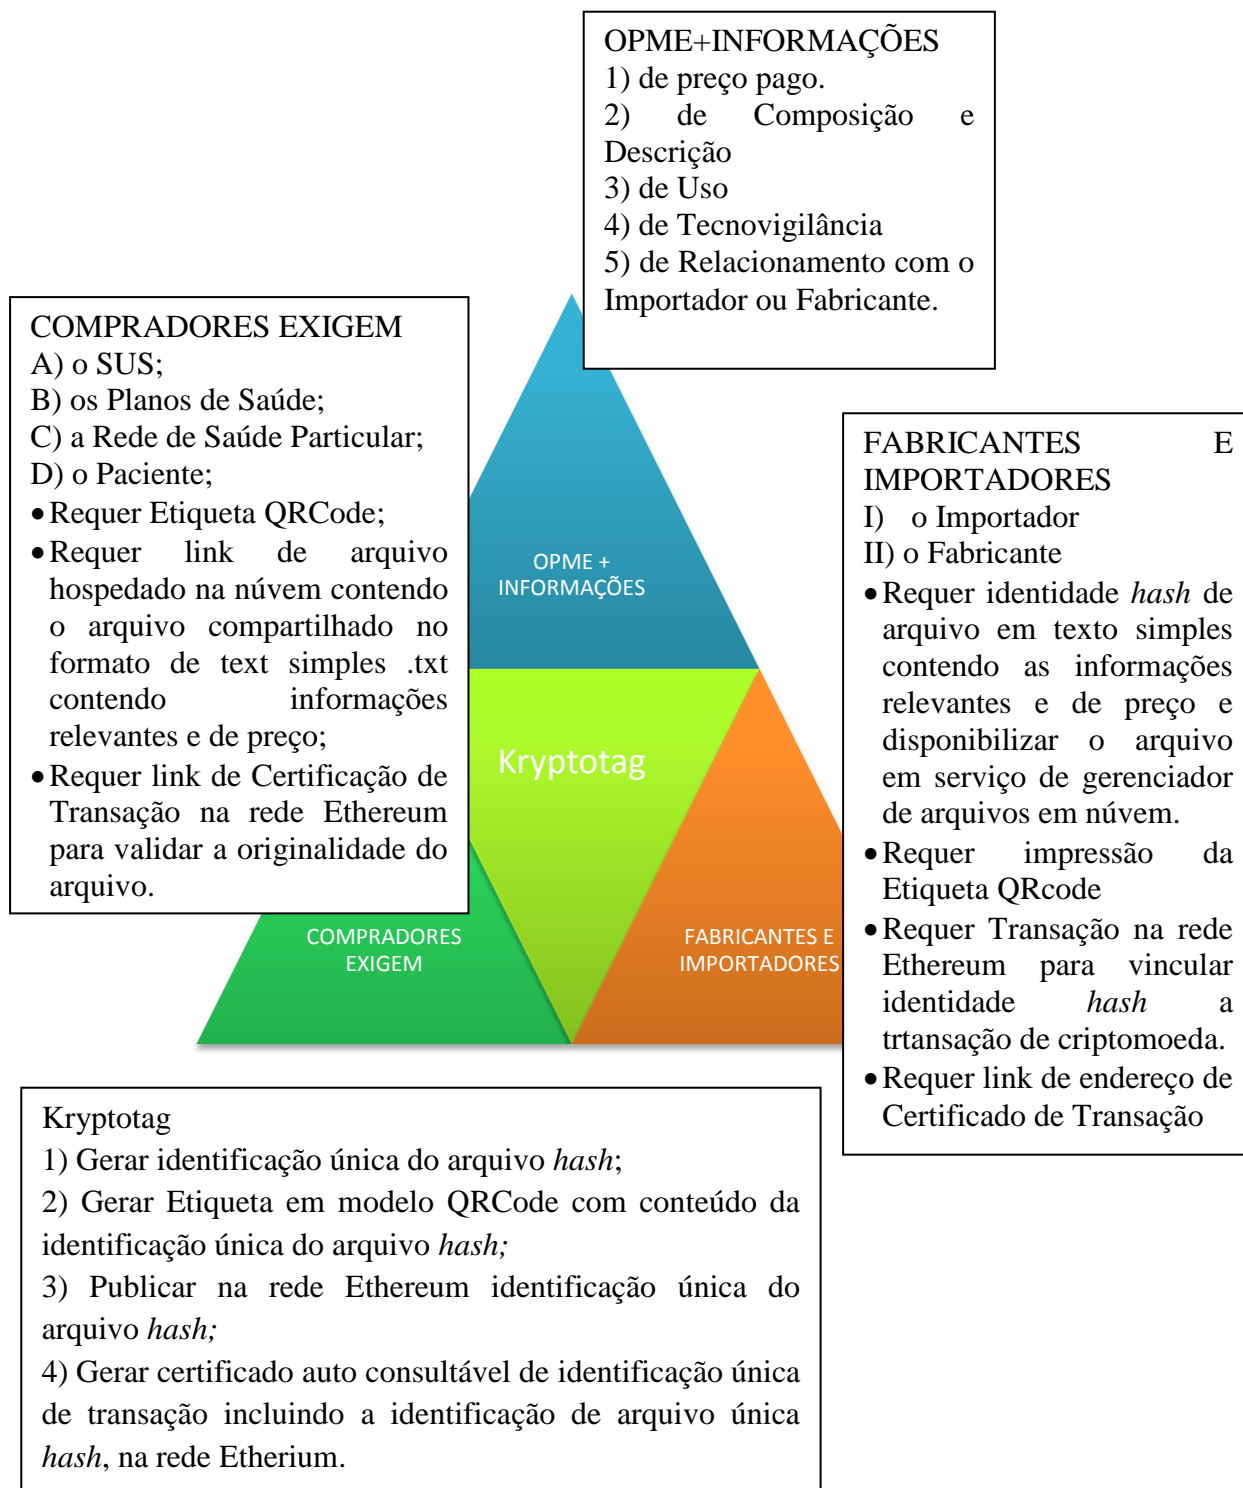 OPME+INFORMAÇÕES
1) de preço pago.
2) de Composição e
Descrição
3) de Uso
4) de Tecnovigilância
5) de Relacionamento com o
Importador ou Fabricante.
COMPRADORES EXIGEM
A) o SUS;
B) os Planos de Saúde;
C) a Rede de Saúde Particular;
D) o Paciente;
• Requer Etiqueta QRCode;
• Requer link de arquivo
hospedado na núvem contendo
o arquivo compartilhado no
formato de text simples .txt
contendo informações
relevantes e de preço;
• Requer link de Certificação de
Transação na rede Ethereum
para validar a originalidade do
arquivo.
FABRICANTES E
IMPORTADORES
I) o Importador
II) o Fabricante
• Requer identidade hash de
arquivo em texto simples
contendo as informações
relevantes e de preço e
disponibilizar o arquivo
em serviço de gerenciador
de arquivos em núvem.
• Requer impressão da
Etiqueta QRcode
• Requer Transação na rede
Ethereum para vincular
identidade hash a
trtansação de criptomoeda.
• Requer link de endereço de
Certificado de Transação
OPME +
INFORMAÇÕES
Kryptotag
COMPRADORES
EXIGEM
FABRICANTES E
IMPORTADORES
Kryptotag
1) Gerar identificação única do arquivo hash;
2) Gerar Etiqueta em modelo QRCode com conteúdo da
identificação única do arquivo hash;
3) Publicar na rede Ethereum identificação única do
arquivo hash;
4) Gerar certificado auto consultável de identificação única
de transação incluindo a identificação de arquivo única
hash, na rede Etherium.